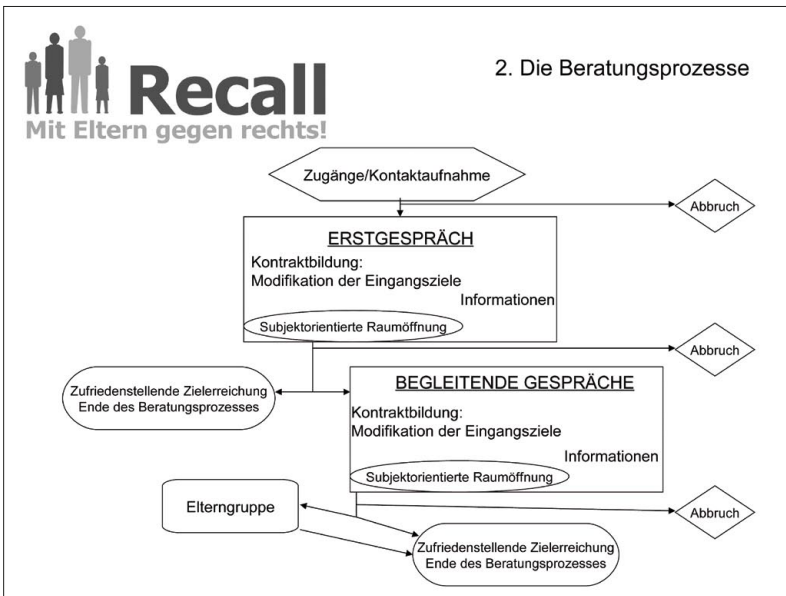 Recall
Mit Eltern gegen rechts!
2. Die Beratungsprozesse
Zugänge/Kontaktaufnahme
Abbruch
ERSTGESPRÄCH
Kontraktbildung:
Modifikation der Eingangsziele
Informationen
Subjektorientierte Raumöffnung
Abbruch
Zufriedenstellende Zielerreichung
Ende des Beratungsprozesses
BEGLEITENDE GESPRÄCHE
Kontraktbildung:
Modifikation der Eingangsziele
Informationen
Subjektorientierte Raumöffnung
Elterngruppe
Abbruch
Zufriedenstellende Zielerreichung
Ende des Beratungsprozesses